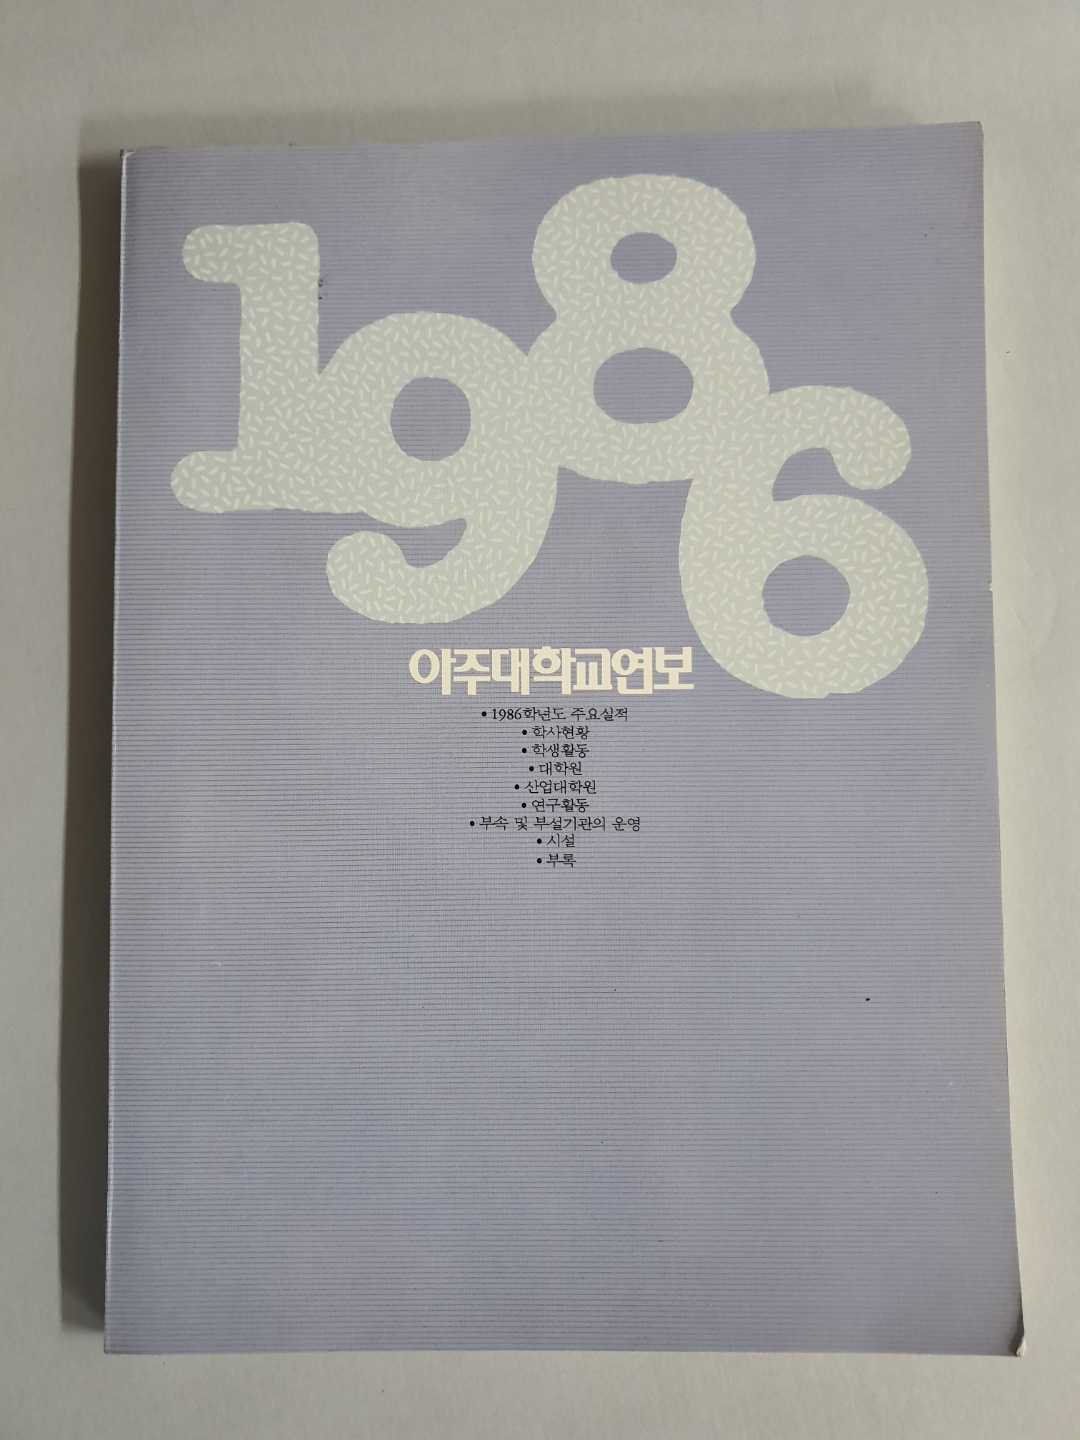 1986
아주대학교연보
• 1986학년도 주요실적
• 학사현황
• 학생활동
• 대학원
• 산업대학원
• 연구활동
• 부속 및 부설기관의 운영
• 시설
• 부록